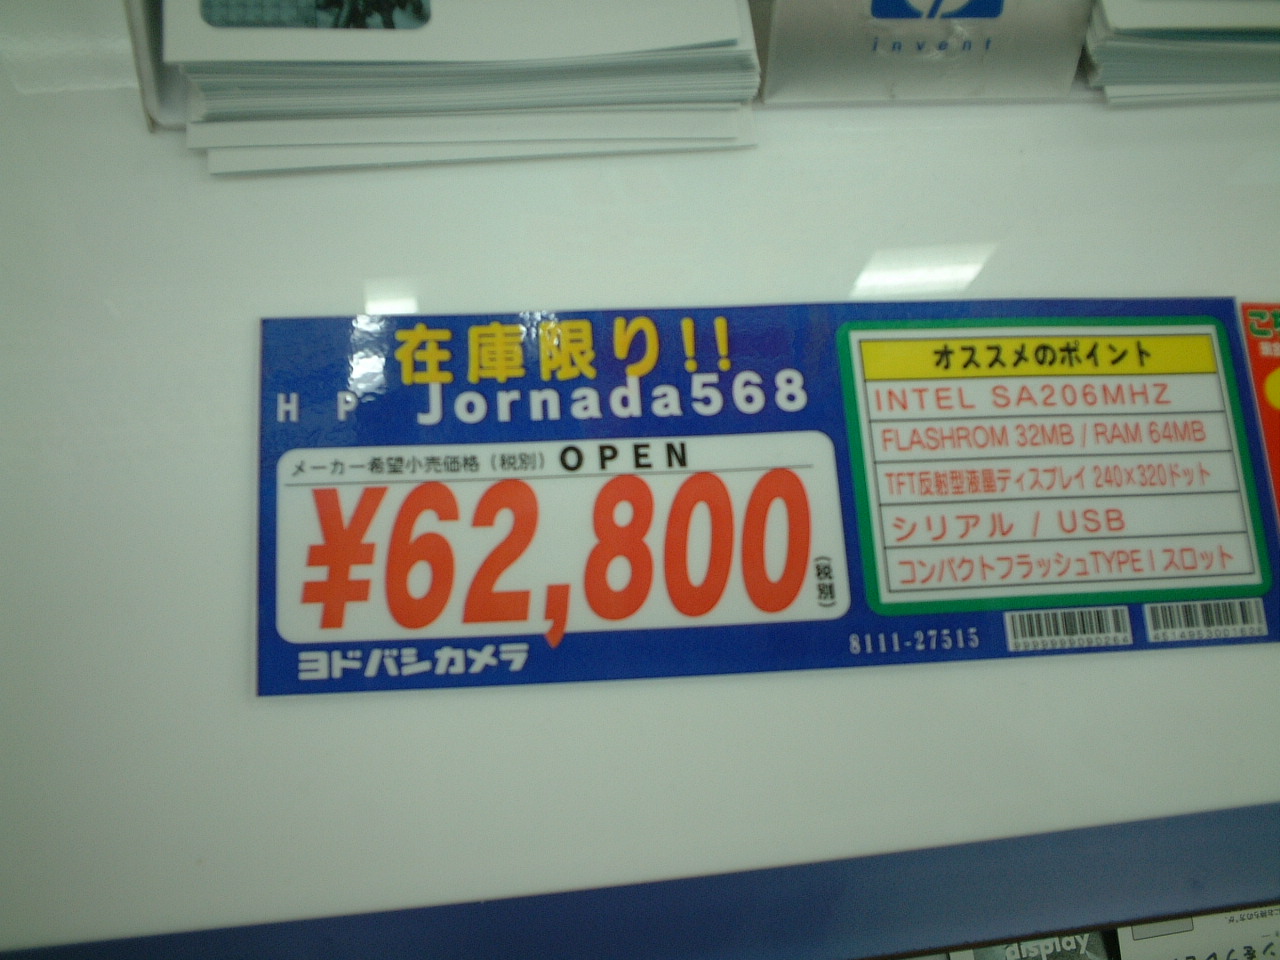 invent
在庫限り!!
HP Jornada568
メーカー希望小売価格(税別) OPEN
¥62,800
(税別)
ヨドバシカメラ
オススメのポイント
INTEL SA206MHZ
FLASHROM 32MB / RAM 64MB
TFT反射型液晶ディスプレイ 240×320ドット
シリアル / USB
コンパクトフラッシュTYPE I スロット
8111-27515
display